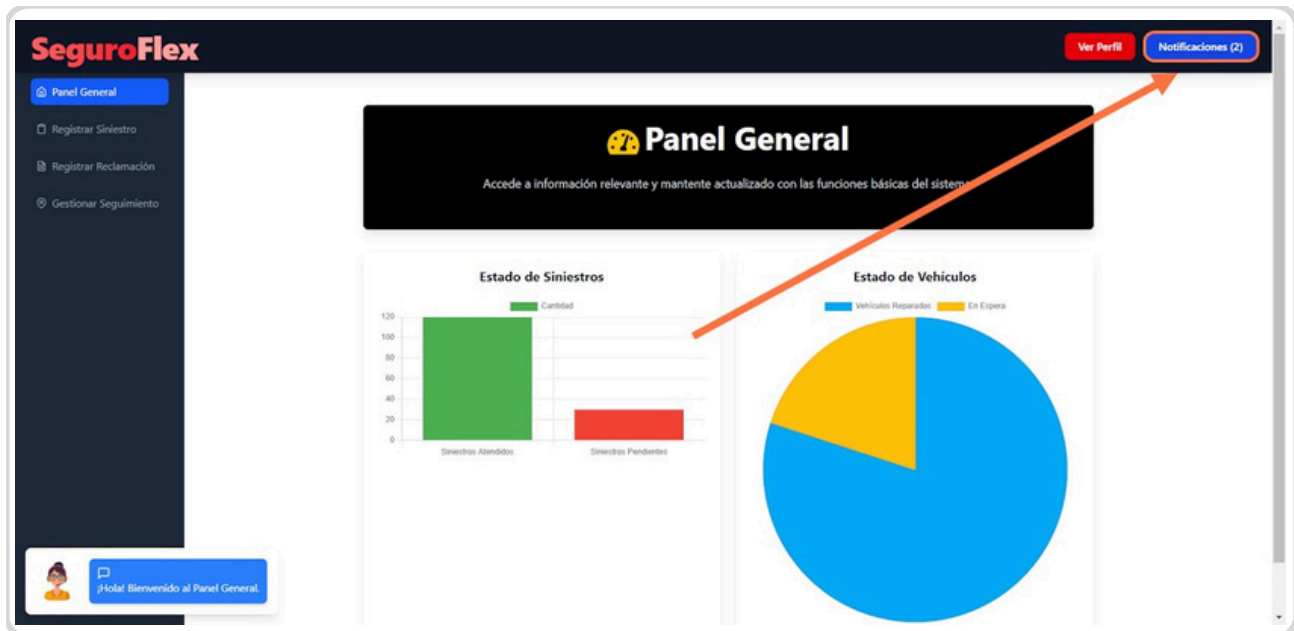 SeguroFlex
Ver Perfil
Notificaciones (2)
Panel General
Registrar Siniestro
Registrar Reclamación
Gestionar Seguimiento
Panel General
Accede a información relevante y mantente actualizado con las funciones básicas del sistema
Estado de Siniestros
Cantidad
120
100
80
60
40
20
0
Siniestros Atendidos
Siniestros Pendientes
Estado de Vehículos
Vehículos Reparados
En Espera
¡Hola! Bienvenido al Panel General.